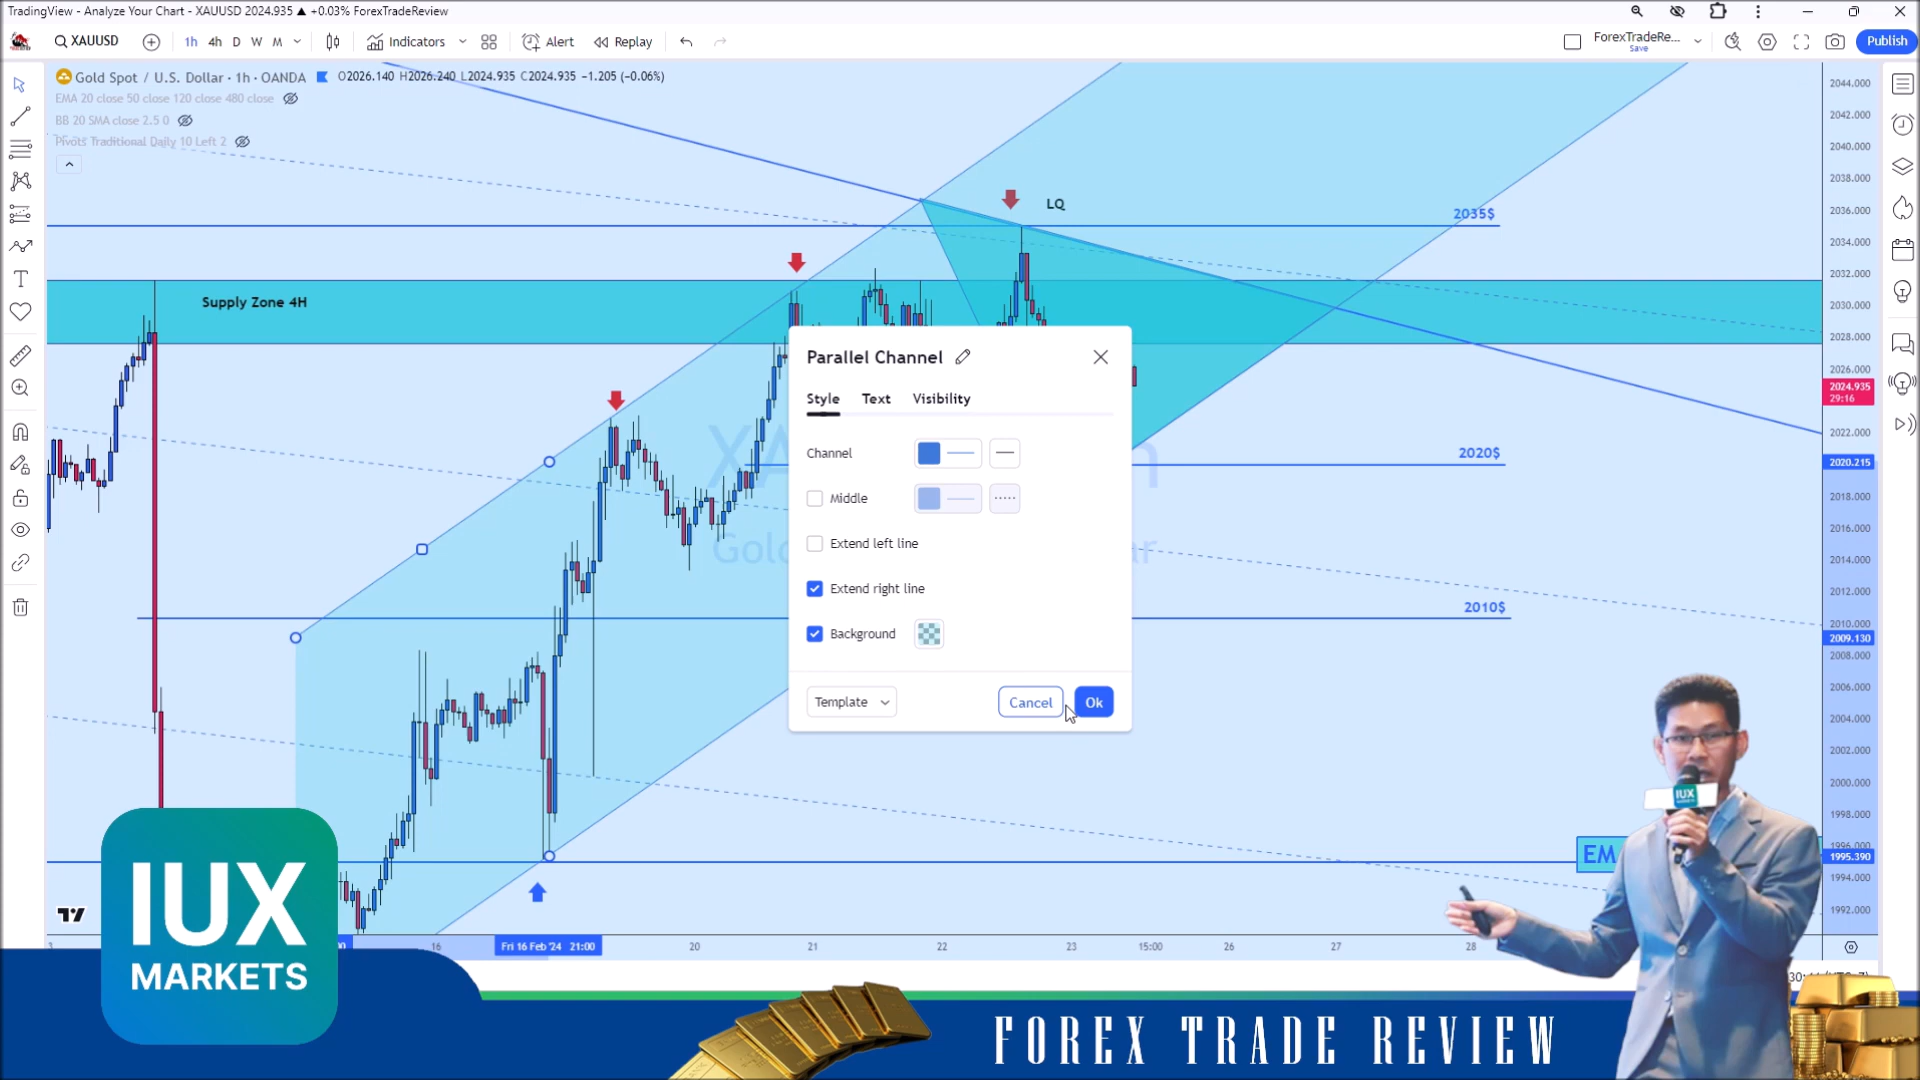 TradingView - Analyze Your Chart - XAUUSD 2024.935 ▲ +0.03% ForexTradeReview
XAUUSD
1h
4h
D
W
M
Indicators
Alert
Replay
ForexTradeRe...
Save
Publish
Gold Spot / U.S. Dollar · 1h · OANDA
O2026.140 H2026.240 L2024.935 C2024.935 −1.205 (−0.06%)
EMA 20 close 50 close 120 close 480 close
BB 20 SMA close 2.5 0
Pivots Traditional Daily 10 Left 2
LQ
2035$
Supply Zone 4H
2020$
2010$
Parallel Channel
Style
Text
Visibility
Channel
Middle
Extend left line
Extend right line
Background
Template
Cancel
Ok
2044.000
2042.000
2040.000
2038.000
2036.000
2034.000
2032.000
2030.000
2028.000
2026.000
2024.935
29:16
2022.000
2020.215
2018.000
2016.000
2014.000
2012.000
2010.000
2009.130
2008.000
2006.000
2004.000
2002.000
2000.000
1998.000
1996.000
1995.390
1994.000
1992.000
EM
16
Fri 16 Feb '24 21:00
20
21
22
23
15:00
26
27
28
IUX
MARKETS
IUX
FOREX TRADE REVIEW